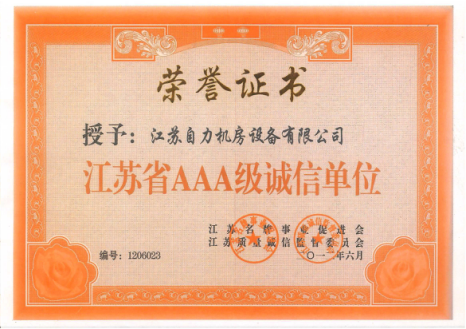 荣誉证书
授予：江苏自力机房设备有限公司
江苏省AAA级诚信单位
江苏名牌事业促进会
江苏质量诚信监督委员会
编号：1206023
二〇一二年六月